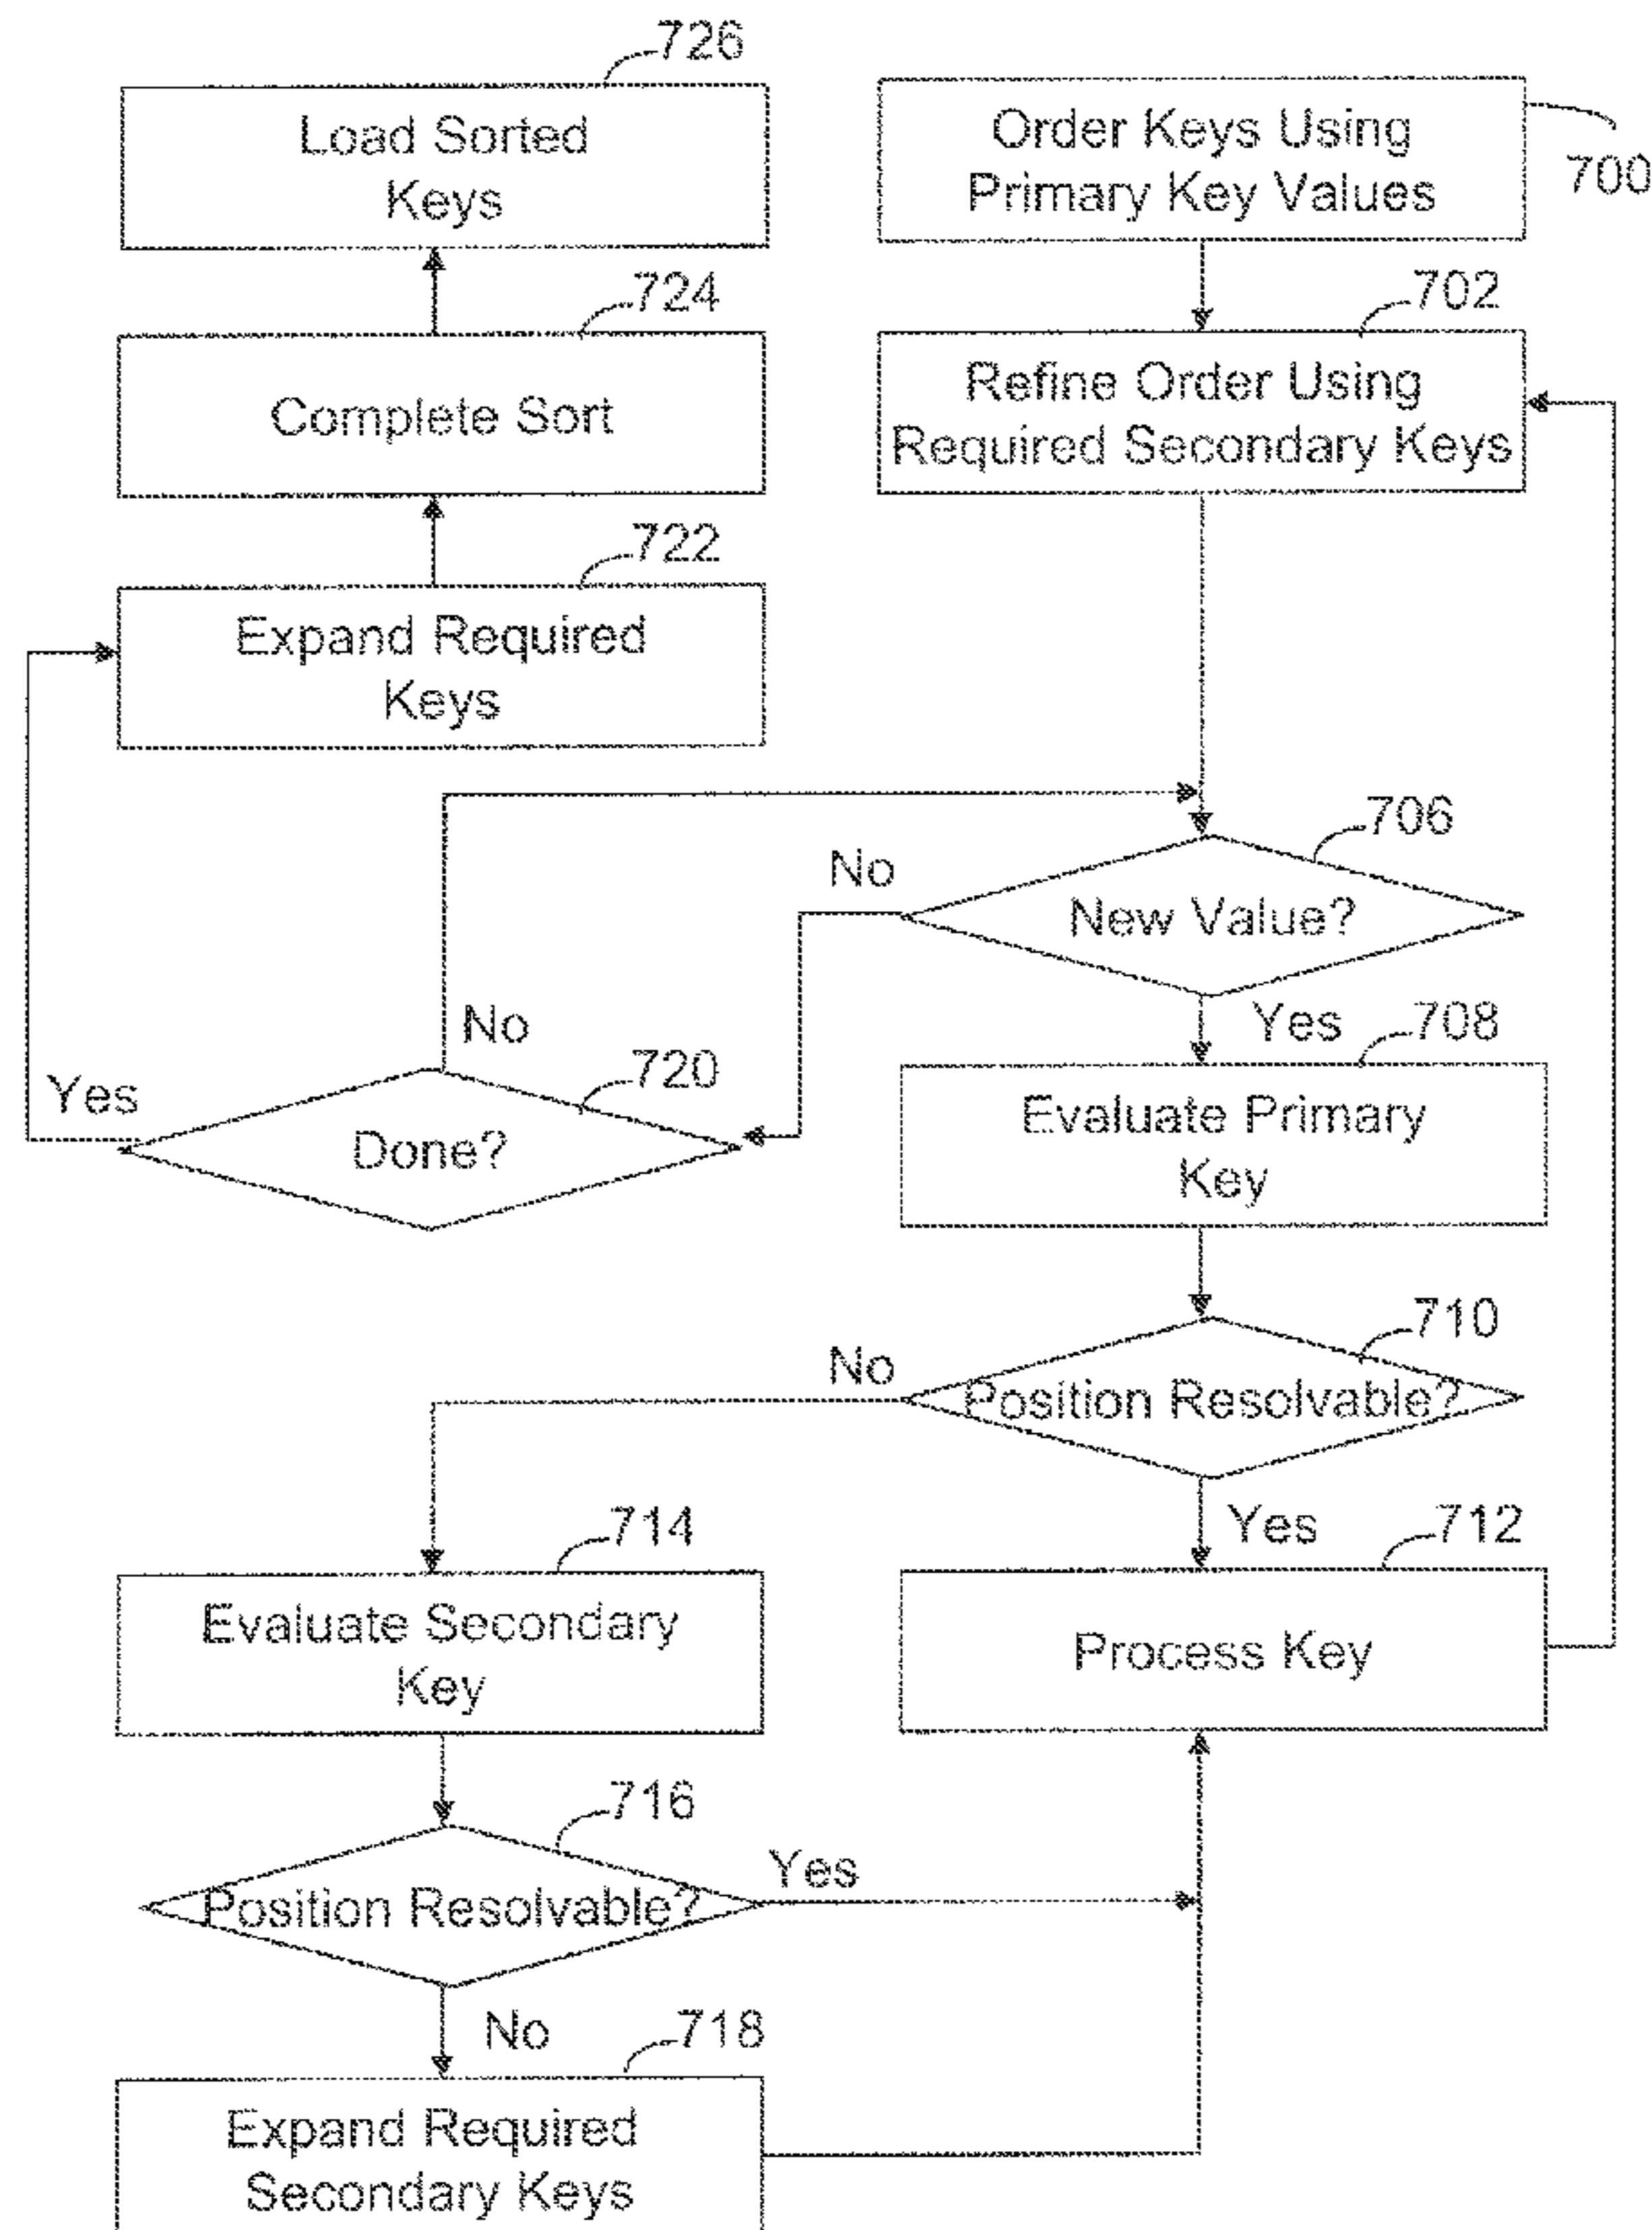 726
Load Sorted
Keys
Order Keys Using
Primary Key Values
700
724
Complete Sort
702
Refine Order Using
Required Secondary Keys
722
Expand Required
Keys
706
New Value?
No
Yes
No
720
Done?
Yes
708
Evaluate Primary
Key
710
Position Resolvable?
No
Yes
714
Evaluate Secondary
Key
712
Process Key
716
Position Resolvable?
Yes
No
718
Expand Required
Secondary Keys